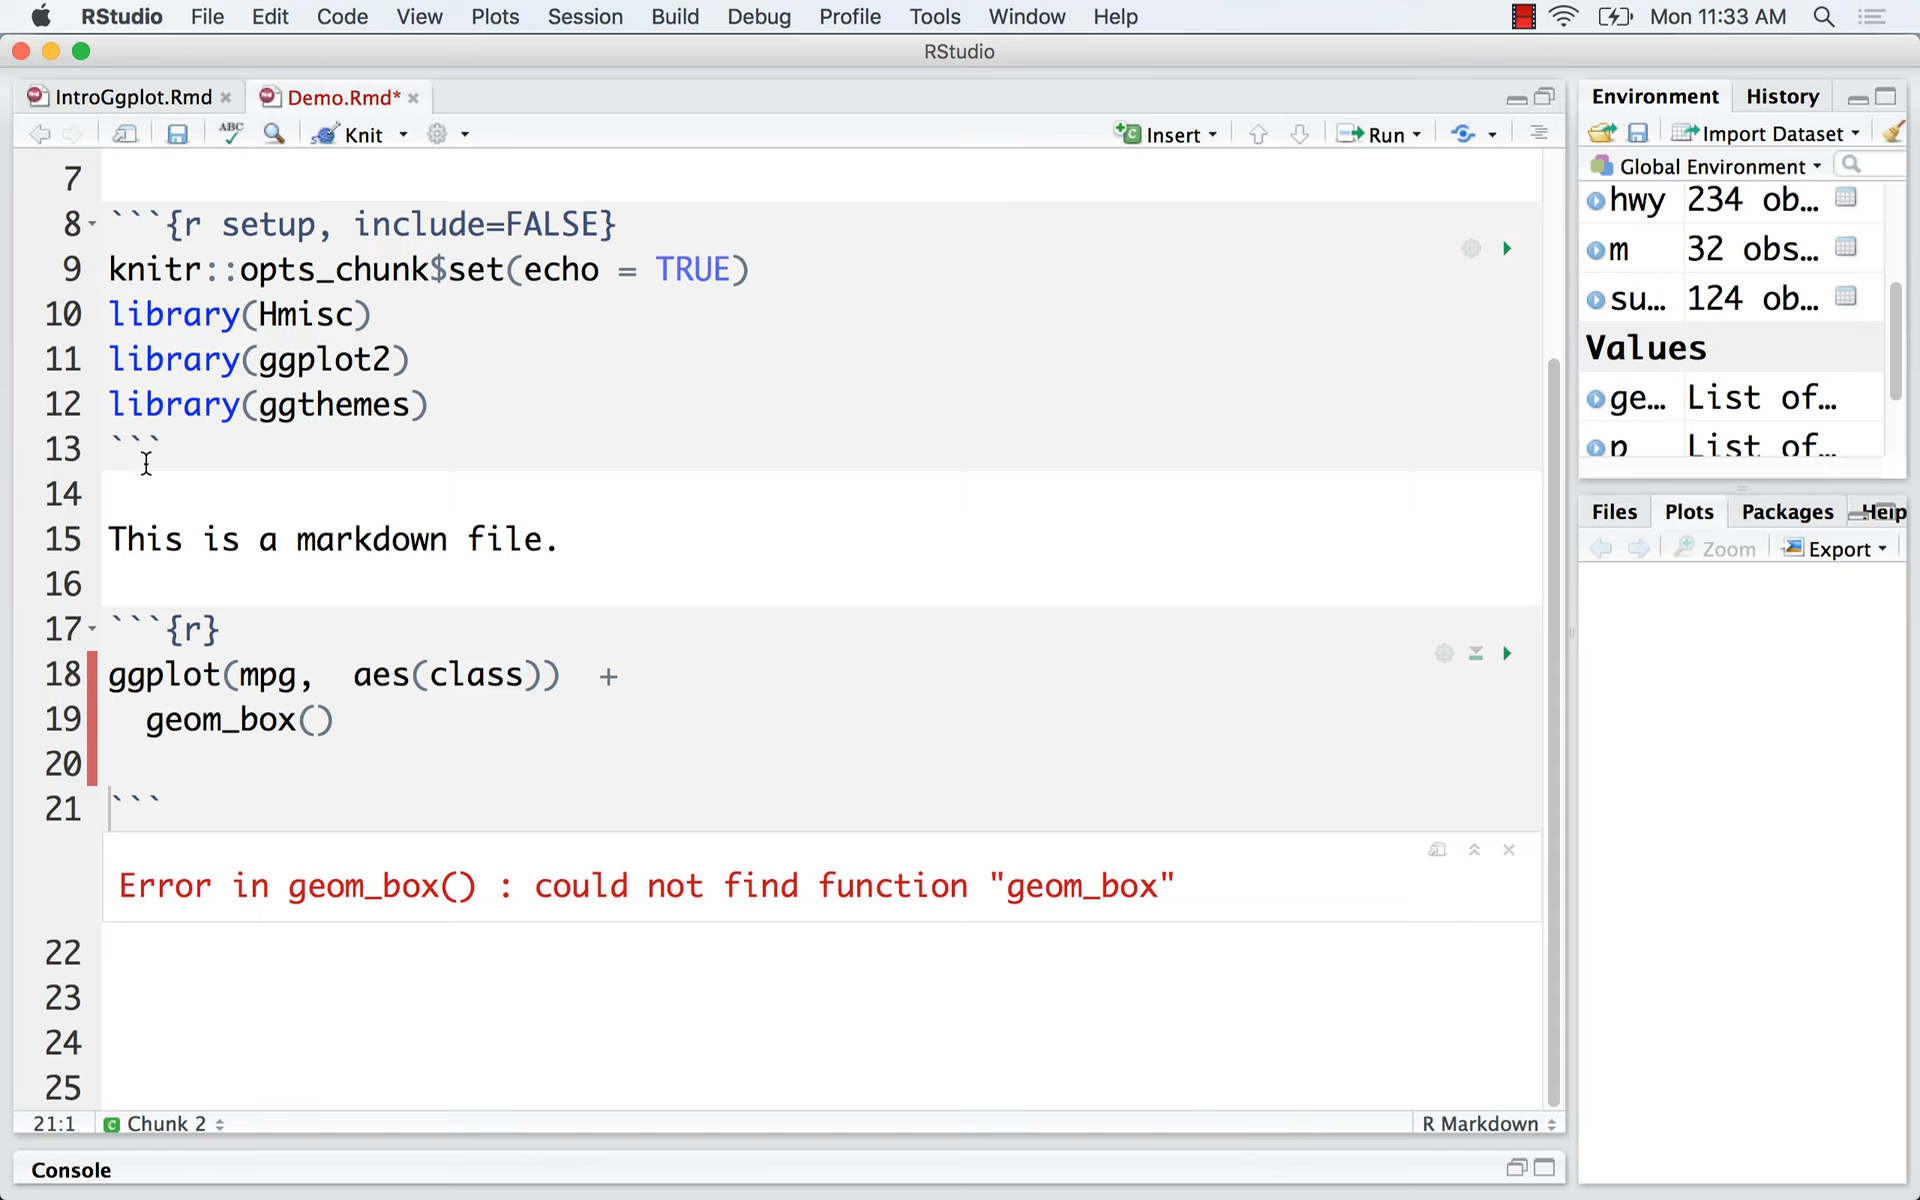 RStudio File Edit Code View Plots Session Build Debug Profile Tools Window Help Mon 11:33 AM
RStudio
IntroGgplot.Rmd Demo.Rmd*
ABC Knit Insert Run
7
8 ```{r setup, include=FALSE}
9 knitr::opts_chunk$set(echo = TRUE)
10 library(Hmisc)
11 library(ggplot2)
12 library(ggthemes)
13 ```
14
15 This is a markdown file.
16
17 ```{r}
18 ggplot(mpg,  aes(class))  +
19   geom_box()
20
21 ```
Error in geom_box() : could not find function "geom_box"
22
23
24
25
21:1 Chunk 2 R Markdown
Console
Environment History
Import Dataset
Global Environment
hwy 234 ob…
m 32 obs…
su… 124 ob…
Values
ge… List of…
p List of…
Files Plots Packages Help
Zoom Export